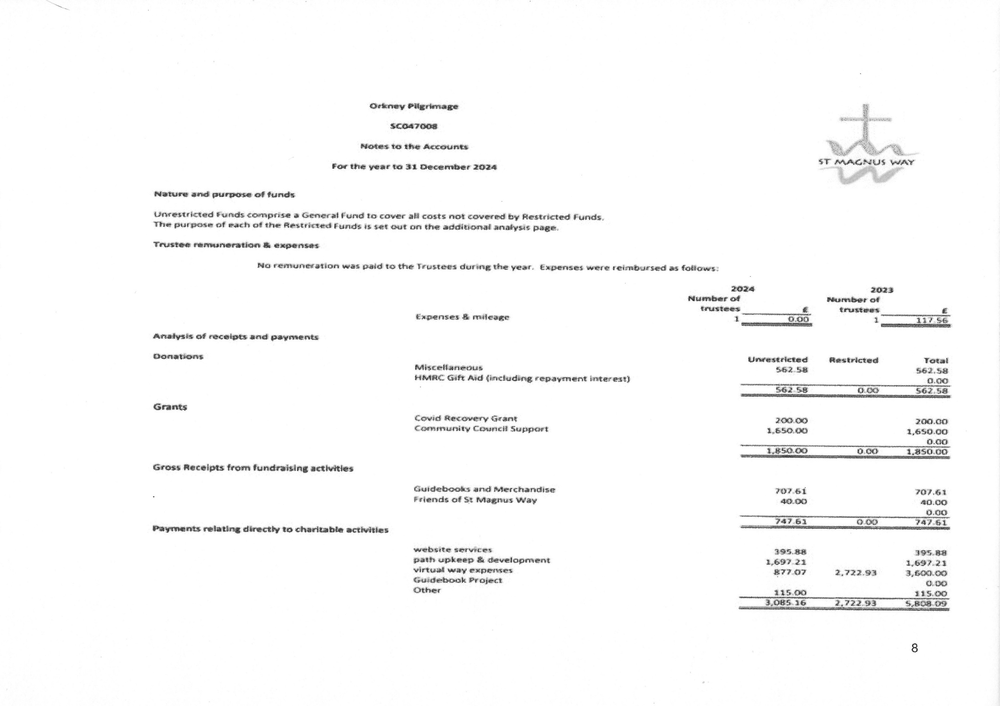 Orkney Pilgrimage
SC047008
Notes to the Accounts
For the year to 31 December 2024
ST MAGNUS WAY
Nature and purpose of funds
Unrestricted Funds comprise a General Fund to cover all costs not covered by Restricted Funds.
The purpose of each of the Restricted Funds is set out on the additional analysis page.
Trustee remuneration & expenses
No remuneration was paid to the Trustees during the year. Expenses were reimbursed as follows:
2024 2023
Number of Number of
trustees £ trustees £
Expenses & mileage 1 0.00 1 117.56
Analysis of receipts and payments
Donations Unrestricted Restricted Total
Miscellaneous 562.58 562.58
HMRC Gift Aid (including repayment interest) 0.00
562.58 0.00 562.58
Grants
Covid Recovery Grant 200.00 200.00
Community Council Support 1,650.00 1,650.00
0.00
1,850.00 0.00 1,850.00
Gross Receipts from fundraising activities
Guidebooks and Merchandise 707.61 707.61
Friends of St Magnus Way 40.00 40.00
0.00
747.61 0.00 747.61
Payments relating directly to charitable activities
website services 395.88 395.88
path upkeep & development 1,697.21 1,697.21
virtual way expenses 877.07 2,722.93 3,600.00
Guidebook Project 0.00
Other 115.00 115.00
3,085.16 2,722.93 5,808.09
8